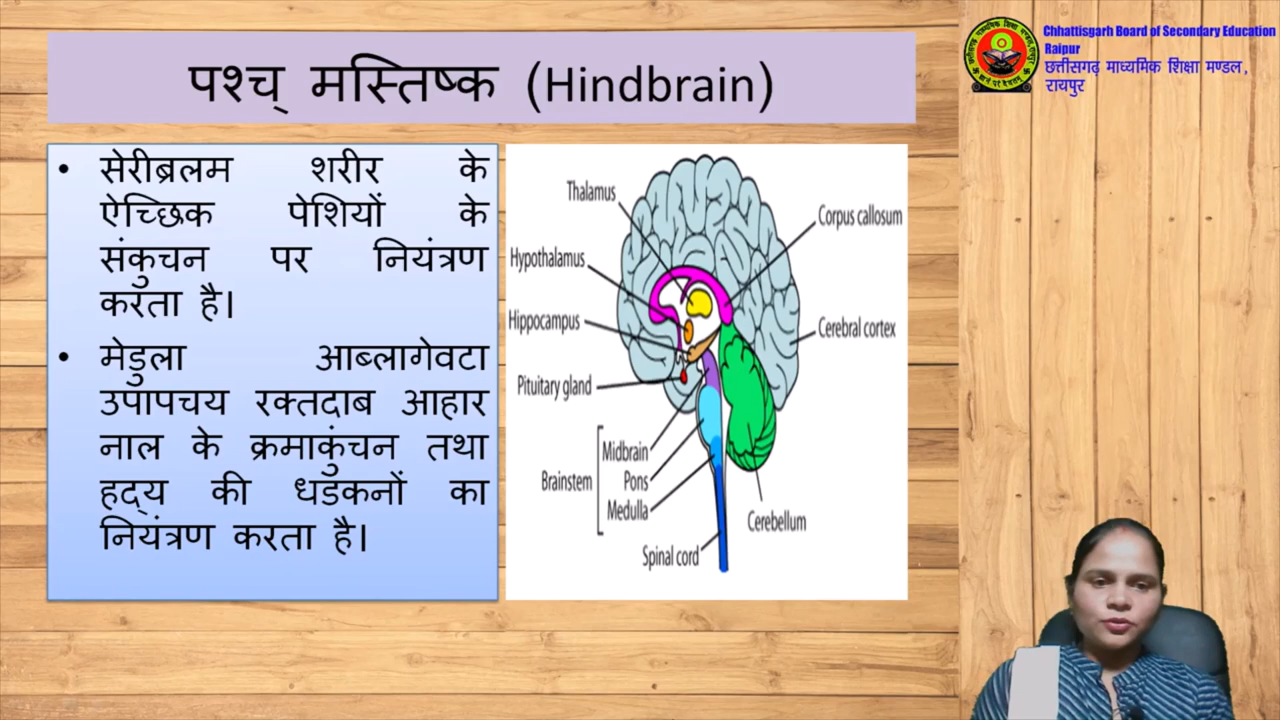 पश्च् मस्तिष्क (Hindbrain)
Chhattisgarh Board of Secondary Education
Raipur
छत्तीसगढ़ माध्यमिक शिक्षा मण्डल,
रायपुर
• सेरीब्रलम शरीर के
ऐच्छिक पेशियों के
संकुचन पर नियंत्रण
करता है।
• मेडुला आब्लागेवटा
उपापचय रक्तदाब आहार
नाल के क्रमाकुंचन तथा
हद्य की धडकनों का
नियंत्रण करता है।
Thalamus
Corpus callosum
Hypothalamus
Hippocampus
Cerebral cortex
Pituitary gland
Midbrain
Brainstem
Pons
Medulla
Cerebellum
Spinal cord